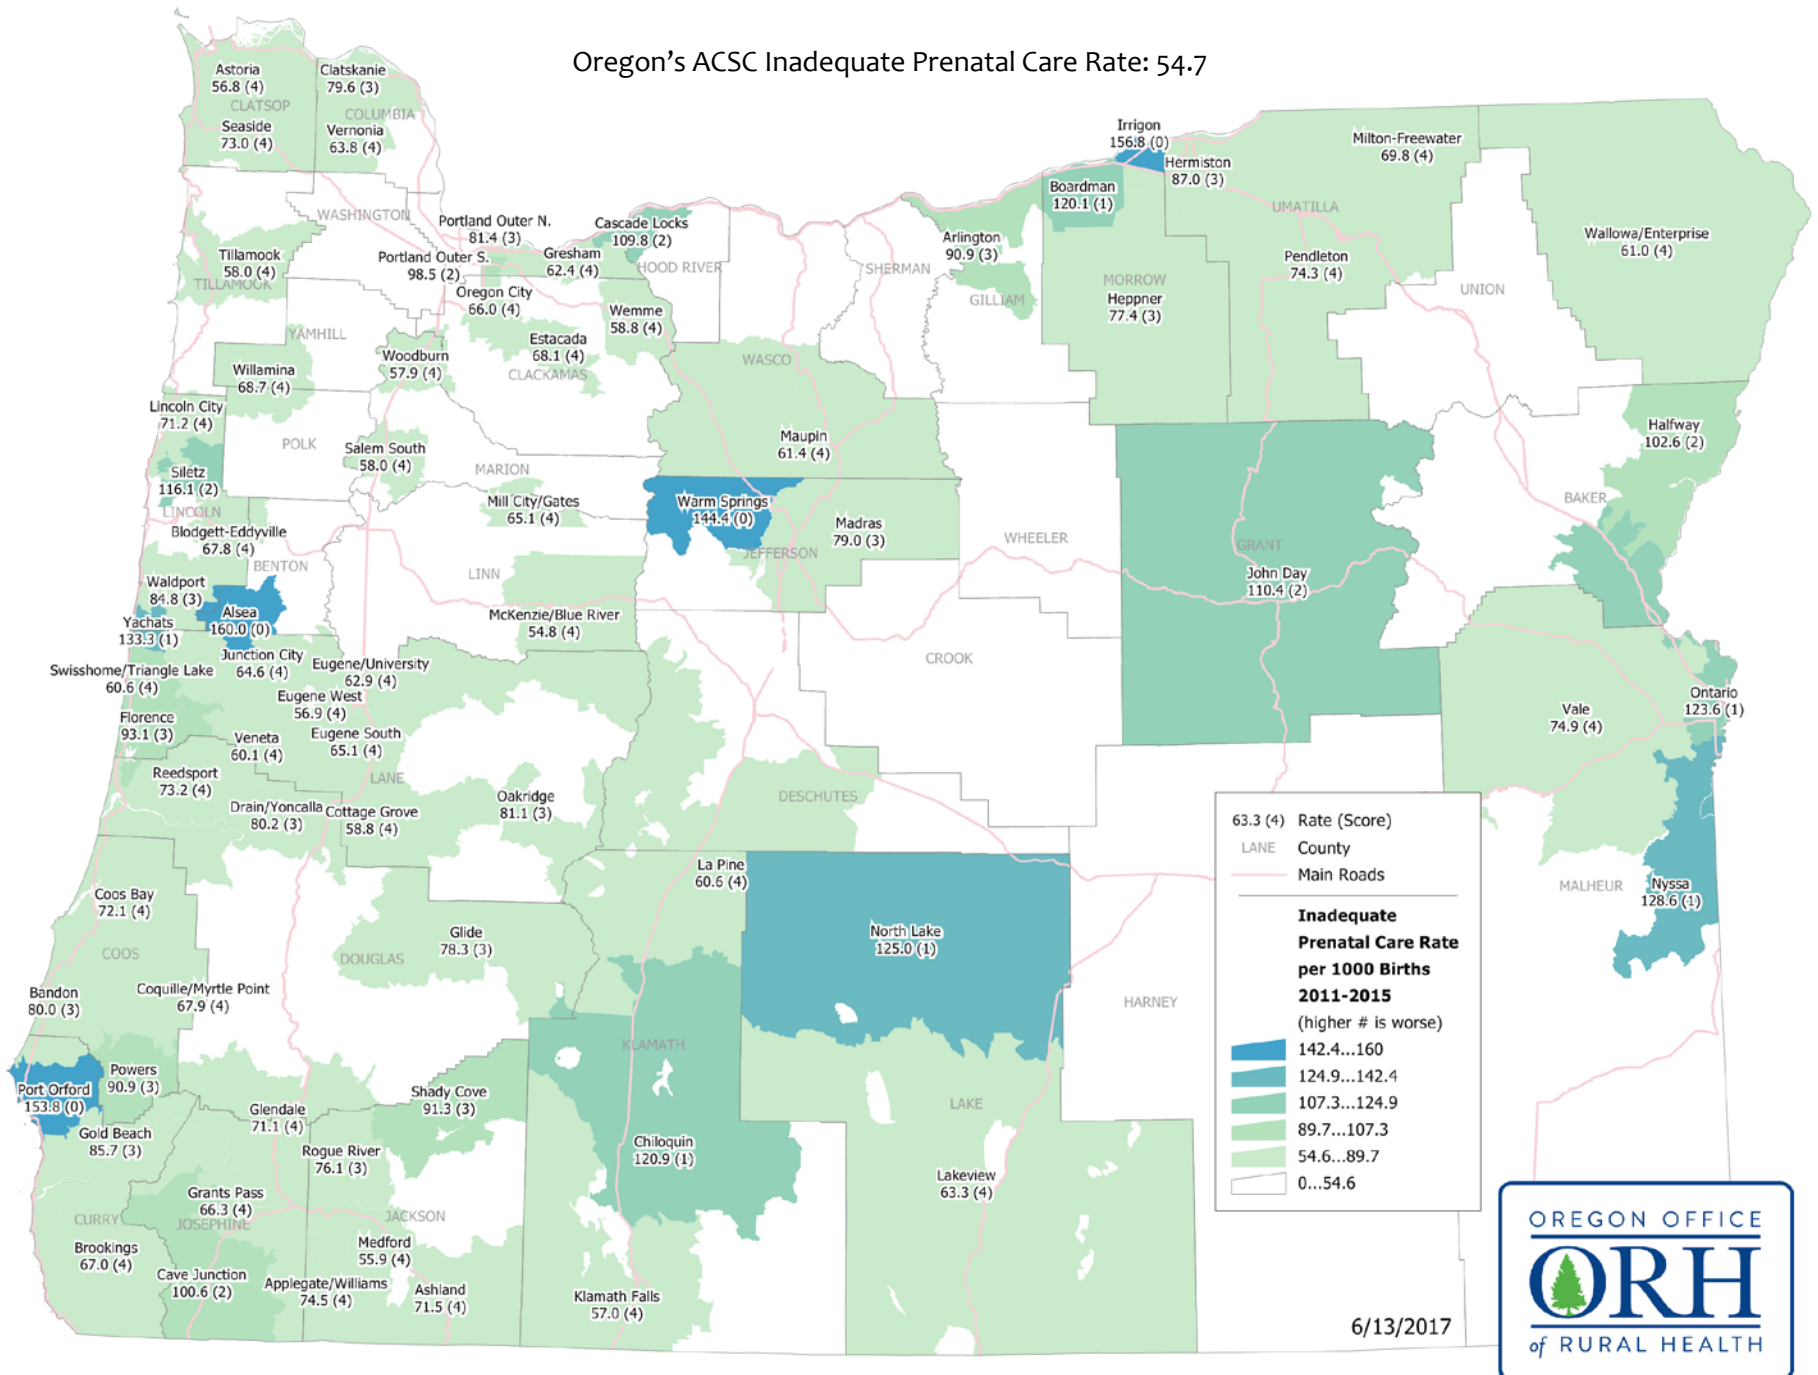 Oregon's ACSC Inadequate Prenatal Care Rate: 54.7
Astoria
56.8 (4)
CLATSOP
Seaside
73.0 (4)
Clatskanie
79.6 (3)
COLUMBIA
Vernonia
63.8 (4)
WASHINGTON
Portland Outer N.
81.4 (3)
Portland Outer S.
98.5 (2)
Gresham
62.4 (4)
Cascade Locks
109.8 (2)
HOOD RIVER
SHERMAN
Arlington
90.9 (3)
GILLIAM
Boardman
120.1 (1)
Irrigon
156.8 (0)
Hermiston
87.0 (3)
MORROW
Heppner
77.4 (3)
Milton-Freewater
69.8 (4)
UMATILLA
Pendleton
74.3 (4)
Wallowa/Enterprise
61.0 (4)
UNION
Tillamook
58.0 (4)
TILLAMOOK
Oregon City
66.0 (4)
Wemme
58.8 (4)
YAMHILL
Woodburn
57.9 (4)
Estacada
68.1 (4)
CLACKAMAS
WASCO
Willamina
68.7 (4)
Lincoln City
71.2 (4)
POLK
Salem South
58.0 (4)
MARION
Maupin
61.4 (4)
Halfway
102.6 (2)
BAKER
Siletz
116.1 (2)
LINCOLN
Mill City/Gates
65.1 (4)
Warm Springs
144.4 (0)
Madras
79.0 (3)
JEFFERSON
WHEELER
GRANT
John Day
110.4 (2)
Blodgett-Eddyville
67.8 (4)
BENTON
LINN
Waldport
84.8 (3)
Alsea
160.0 (0)
Yachats
133.3 (1)
McKenzie/Blue River
54.8 (4)
CROOK
Junction City
64.6 (4)
Swisshome/Triangle Lake
60.6 (4)
Eugene/University
62.9 (4)
Eugene West
56.9 (4)
Florence
93.1 (3)
Veneta
60.1 (4)
Eugene South
65.1 (4)
LANE
Vale
74.9 (4)
Ontario
123.6 (1)
Reedsport
73.2 (4)
Drain/Yoncalla
80.2 (3)
Cottage Grove
58.8 (4)
Oakridge
81.1 (3)
DESCHUTES
La Pine
60.6 (4)
Coos Bay
72.1 (4)
COOS
Glide
78.3 (3)
DOUGLAS
North Lake
125.0 (1)
MALHEUR
Nyssa
128.6 (1)
HARNEY
Bandon
80.0 (3)
Coquille/Myrtle Point
67.9 (4)
KLAMATH
Port Orford
153.8 (0)
Powers
90.9 (3)
Shady Cove
91.3 (3)
LAKE
Glendale
71.1 (4)
Gold Beach
85.7 (3)
Rogue River
76.1 (3)
Chiloquin
120.9 (1)
Lakeview
63.3 (4)
Grants Pass
66.3 (4)
JOSEPHINE
CURRY
JACKSON
Brookings
67.0 (4)
Medford
55.9 (4)
Cave Junction
100.6 (2)
Applegate/Williams
74.5 (4)
Ashland
71.5 (4)
Klamath Falls
57.0 (4)
63.3 (4) Rate (Score)
LANE County
Main Roads
Inadequate
Prenatal Care Rate
per 1000 Births
2011-2015
(higher # is worse)
142.4...160
124.9...142.4
107.3...124.9
89.7...107.3
54.6...89.7
0...54.6
6/13/2017
OREGON OFFICE
ORH
of RURAL HEALTH